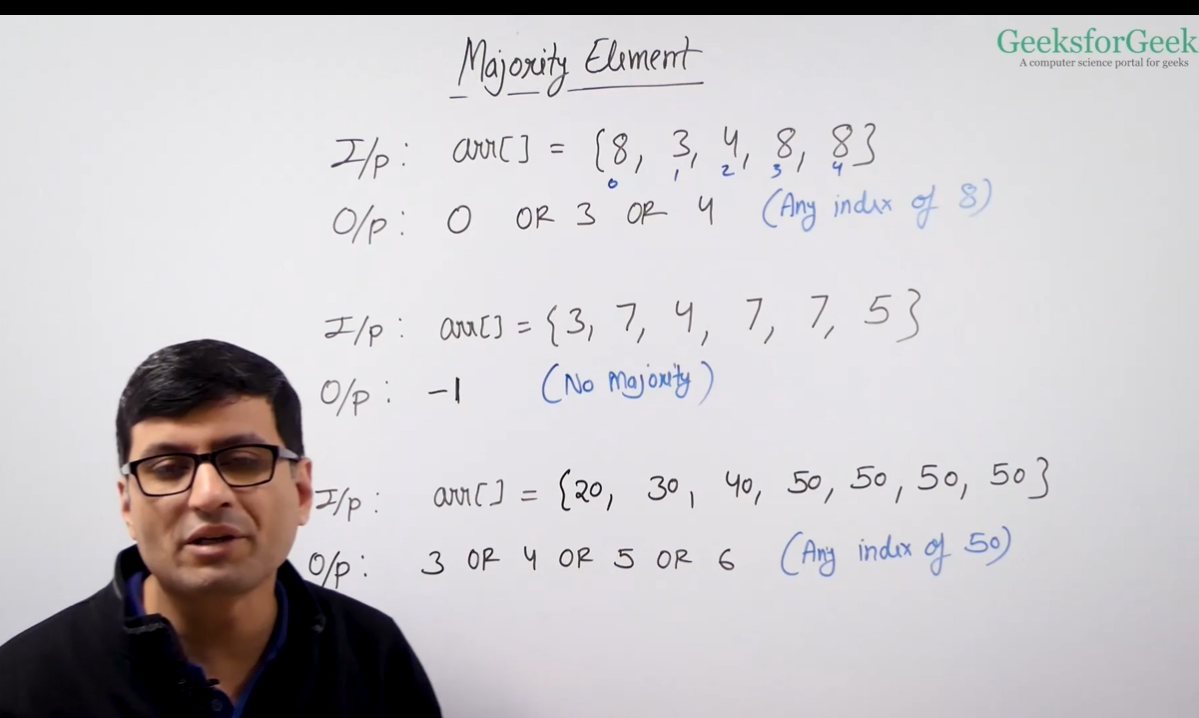 GeeksforGeek
A computer science portal for geeks
Majority Element
I/p: arr[] = {8, 3, 4, 8, 8}
0 1 2 3 4
O/p: 0 OR 3 OR 4 (Any index of 8)
I/p: arr[] = {3, 7, 4, 7, 7, 5}
O/p: -1 (No Majority)
I/p: arr[] = {20, 30, 40, 50, 50, 50, 50}
O/p: 3 OR 4 OR 5 OR 6 (Any index of 50)